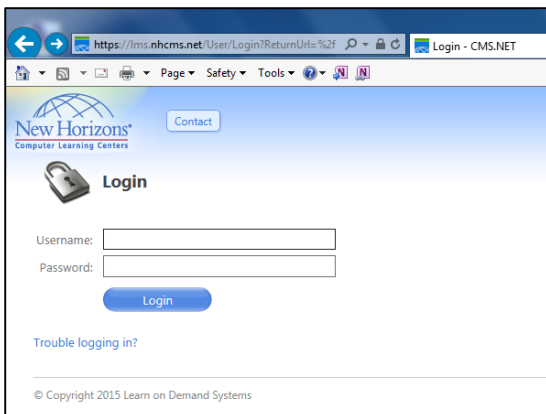 https://lms.nhcms.net/User/Login?ReturnUrl=%2f
Login - CMS.NET
Page Safety Tools
New Horizons®
Computer Learning Centers
Contact
Login
Username:
Password:
Login
Trouble logging in?
© Copyright 2015 Learn on Demand Systems